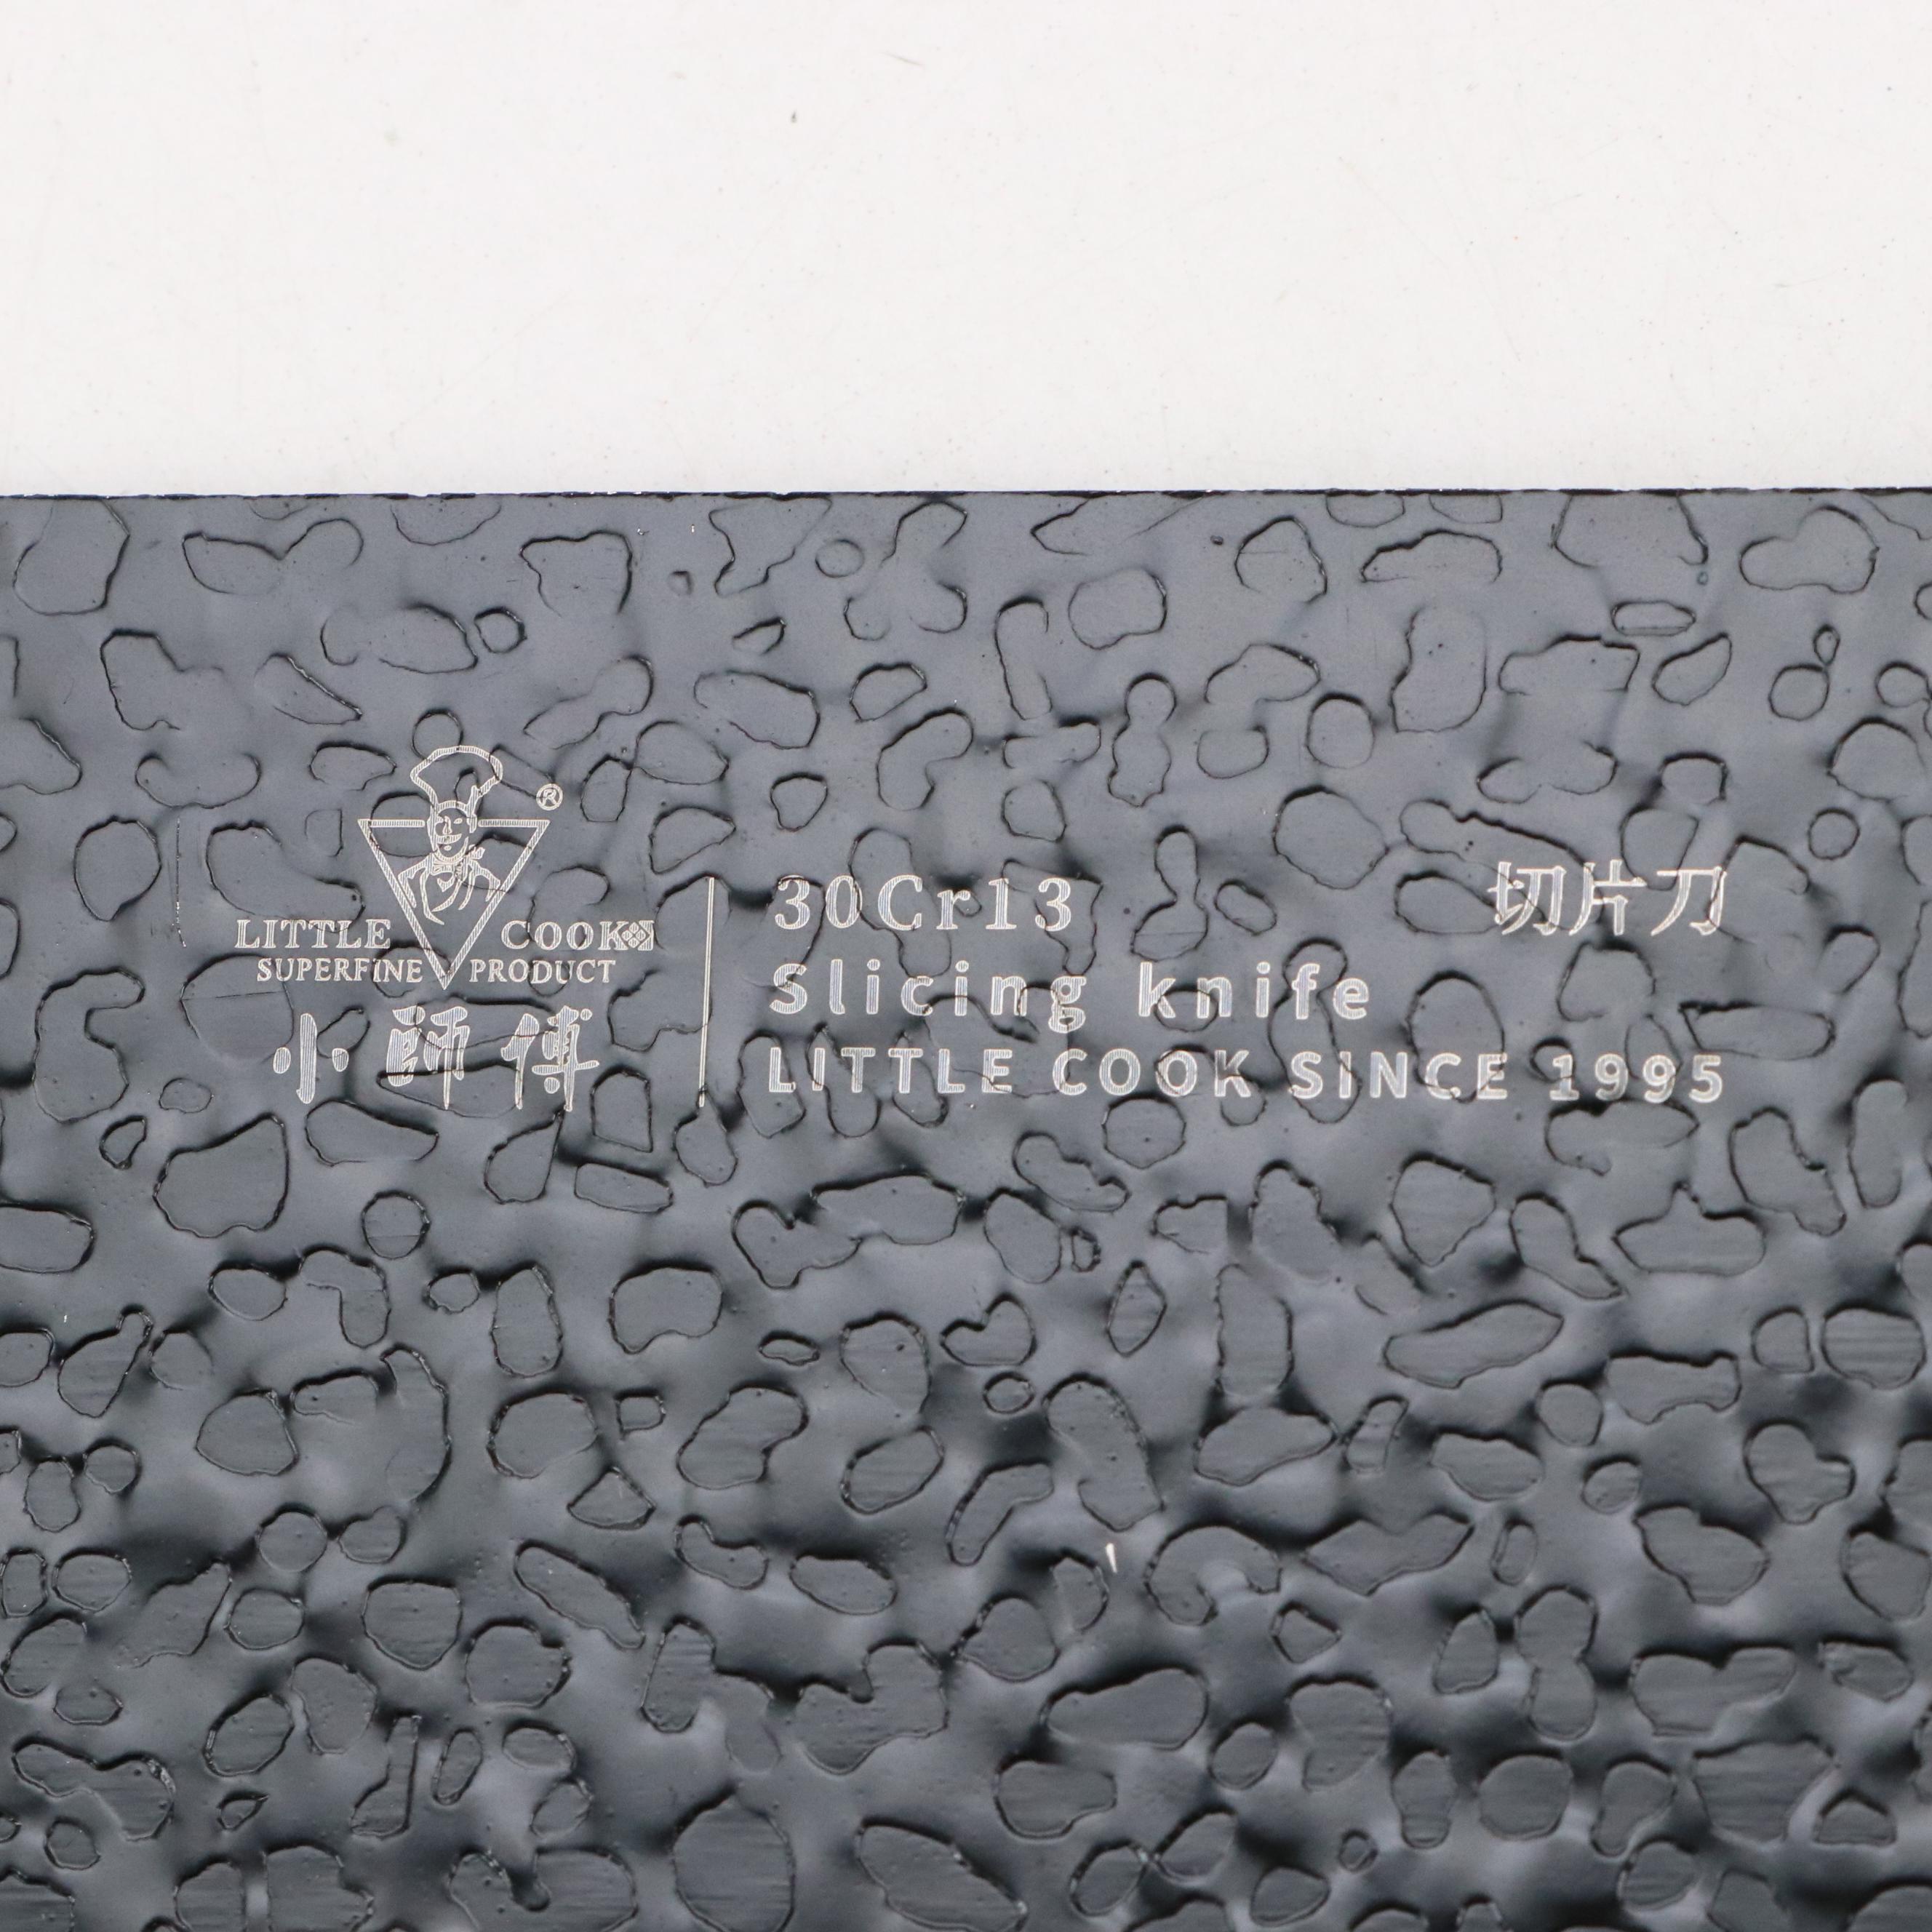 ®
LITTLE COOK
SUPERFINE PRODUCT
小師傅
30Cr13 切片刀
Slicing knife
LITTLE COOK SINCE 1995